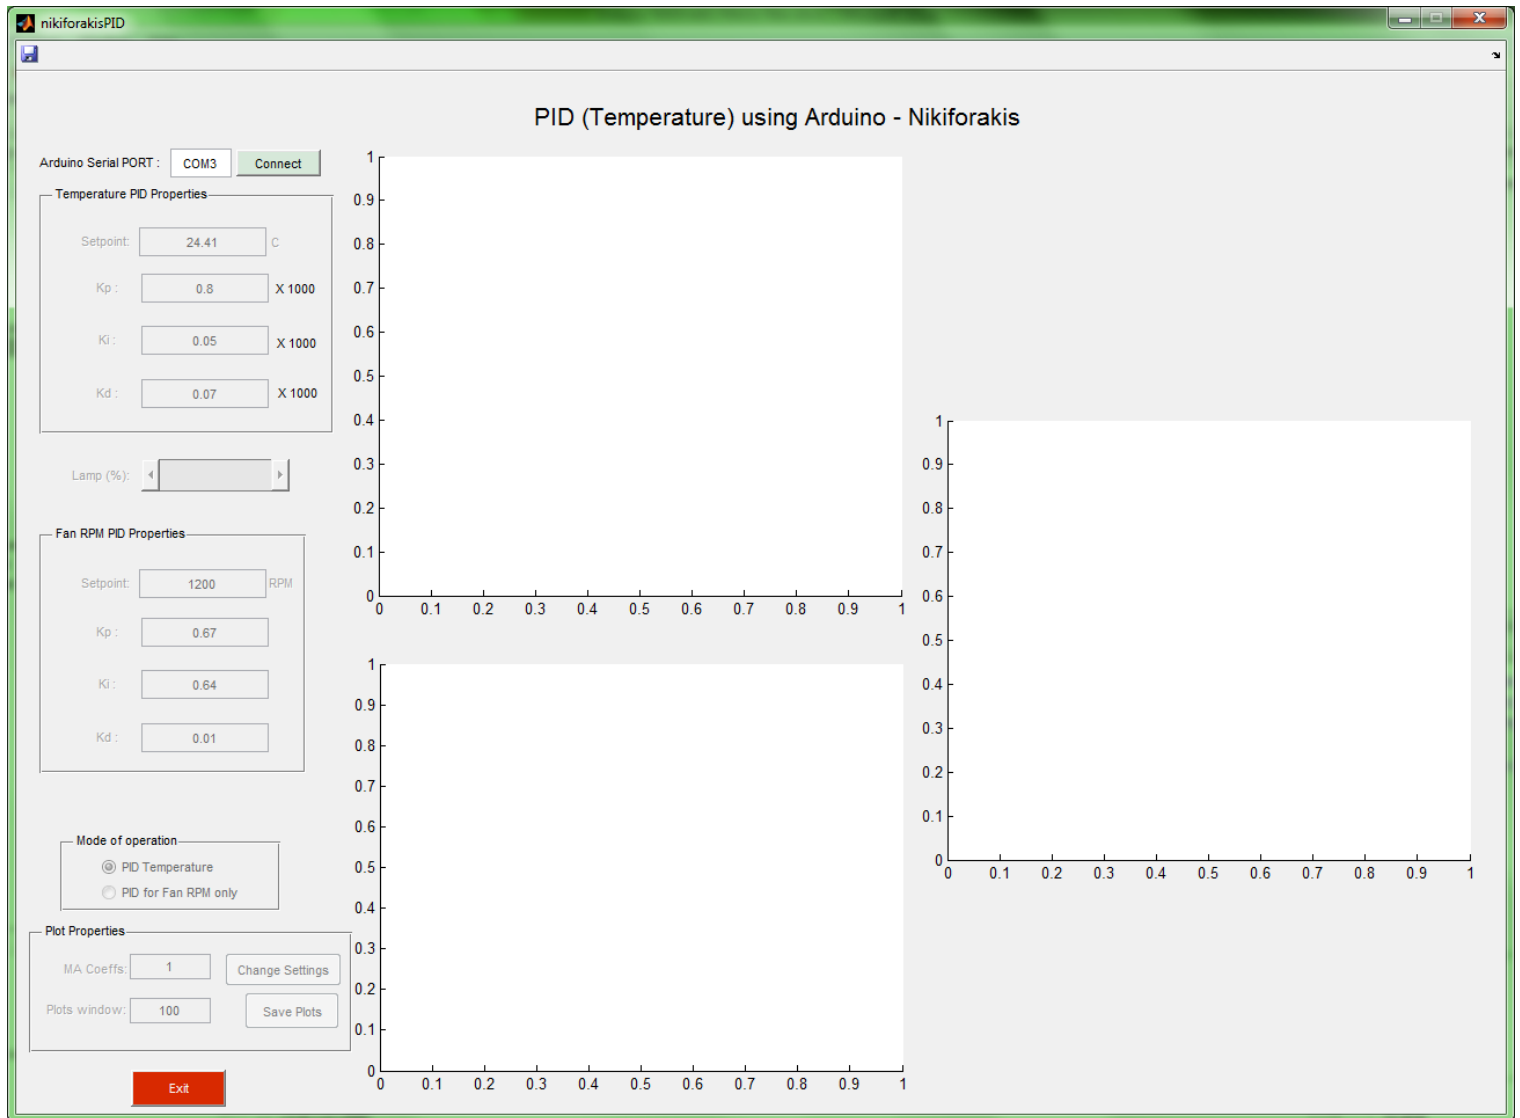 nikiforakisPID
PID (Temperature) using Arduino - Nikiforakis
Arduino Serial PORT : COM3 Connect
Temperature PID Properties
Setpoint: 24.41 C
Kp : 0.8 X 1000
Ki : 0.05 X 1000
Kd : 0.07 X 1000
Lamp (%):
Fan RPM PID Properties
Setpoint: 1200 RPM
Kp : 0.67
Ki : 0.64
Kd : 0.01
Mode of operation
PID Temperature
PID for Fan RPM only
Plot Properties
MA Coeffs: 1 Change Settings
Plots window: 100 Save Plots
Exit
1
0.9
0.8
0.7
0.6
0.5
0.4
0.3
0.2
0.1
0
0 0.1 0.2 0.3 0.4 0.5 0.6 0.7 0.8 0.9 1
1
0.9
0.8
0.7
0.6
0.5
0.4
0.3
0.2
0.1
0
0 0.1 0.2 0.3 0.4 0.5 0.6 0.7 0.8 0.9 1
1
0.9
0.8
0.7
0.6
0.5
0.4
0.3
0.2
0.1
0
0 0.1 0.2 0.3 0.4 0.5 0.6 0.7 0.8 0.9 1